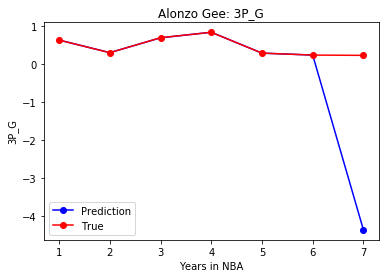 Alonzo Gee: 3P_G
1
0
−1
−2
−3
−4
3P_G
Prediction
True
1 2 3 4 5 6 7
Years in NBA